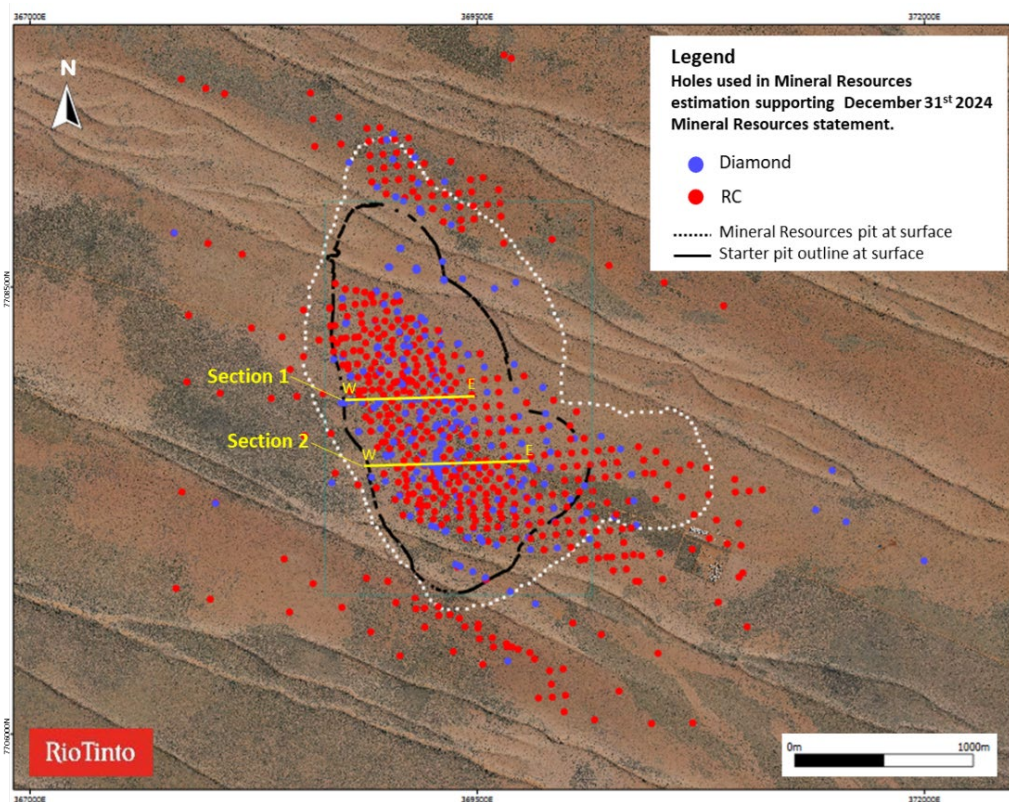 367000E
369500E
372000E
N
Legend
Holes used in Mineral Resources
estimation supporting December 31st 2024
Mineral Resources statement.
Diamond
RC
Mineral Resources pit at surface
Starter pit outline at surface
7708500N
Section 1
W
E
Section 2
W
E
7706000N
RioTinto
0m
1000m
367000E
369500E
372000E